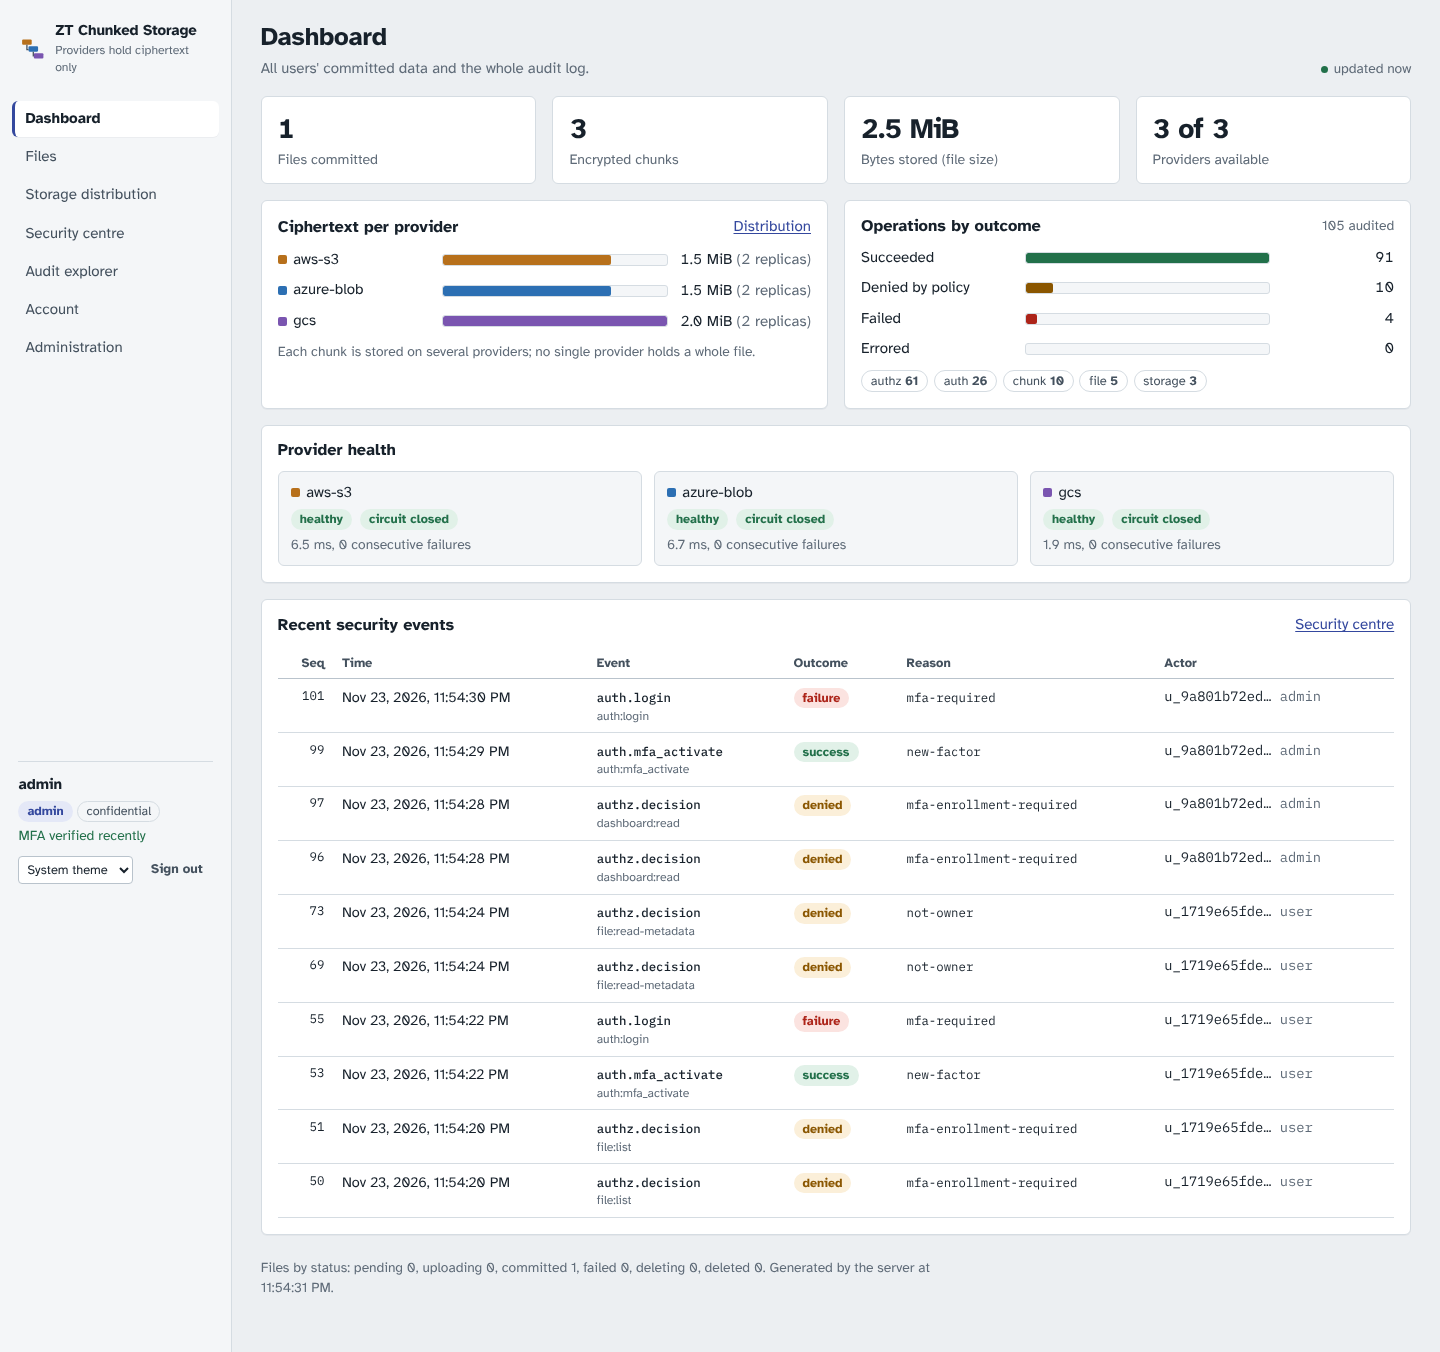 ZT Chunked Storage
Providers hold ciphertext
only
Dashboard
Files
Storage distribution
Security centre
Audit explorer
Account
Administration
admin
admin confidential
MFA verified recently
System theme Sign out
Dashboard
All users' committed data and the whole audit log.
updated now
1
Files committed
3
Encrypted chunks
2.5 MiB
Bytes stored (file size)
3 of 3
Providers available
Ciphertext per provider Distribution
aws-s3 1.5 MiB (2 replicas)
azure-blob 1.5 MiB (2 replicas)
gcs 2.0 MiB (2 replicas)
Each chunk is stored on several providers; no single provider holds a whole file.
Operations by outcome 105 audited
Succeeded 91
Denied by policy 10
Failed 4
Errored 0
authz 61 auth 26 chunk 10 file 5 storage 3
Provider health
aws-s3
healthy circuit closed
6.5 ms, 0 consecutive failures
azure-blob
healthy circuit closed
6.7 ms, 0 consecutive failures
gcs
healthy circuit closed
1.9 ms, 0 consecutive failures
Recent security events Security centre
Seq Time Event Outcome Reason Actor
101 Nov 23, 2026, 11:54:30 PM auth.login failure mfa-required u_9a801b72ed… admin
auth:login
99 Nov 23, 2026, 11:54:29 PM auth.mfa_activate success new-factor u_9a801b72ed… admin
auth:mfa_activate
97 Nov 23, 2026, 11:54:28 PM authz.decision denied mfa-enrollment-required u_9a801b72ed… admin
dashboard:read
96 Nov 23, 2026, 11:54:28 PM authz.decision denied mfa-enrollment-required u_9a801b72ed… admin
dashboard:read
73 Nov 23, 2026, 11:54:24 PM authz.decision denied not-owner u_1719e65fde… user
file:read-metadata
69 Nov 23, 2026, 11:54:24 PM authz.decision denied not-owner u_1719e65fde… user
file:read-metadata
55 Nov 23, 2026, 11:54:22 PM auth.login failure mfa-required u_1719e65fde… user
auth:login
53 Nov 23, 2026, 11:54:22 PM auth.mfa_activate success new-factor u_1719e65fde… user
auth:mfa_activate
51 Nov 23, 2026, 11:54:20 PM authz.decision denied mfa-enrollment-required u_1719e65fde… user
file:list
50 Nov 23, 2026, 11:54:20 PM authz.decision denied mfa-enrollment-required u_1719e65fde… user
file:list
Files by status: pending 0, uploading 0, committed 1, failed 0, deleting 0, deleted 0. Generated by the server at
11:54:31 PM.